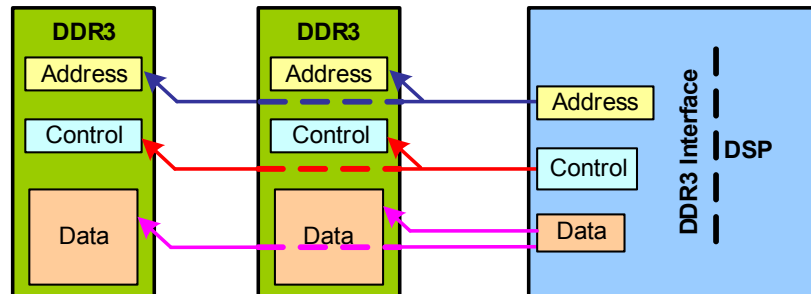 DDR3
Address
Control
Data
DDR3
Address
Control
Data
Address
Control
Data
DDR3 Interface
DSP